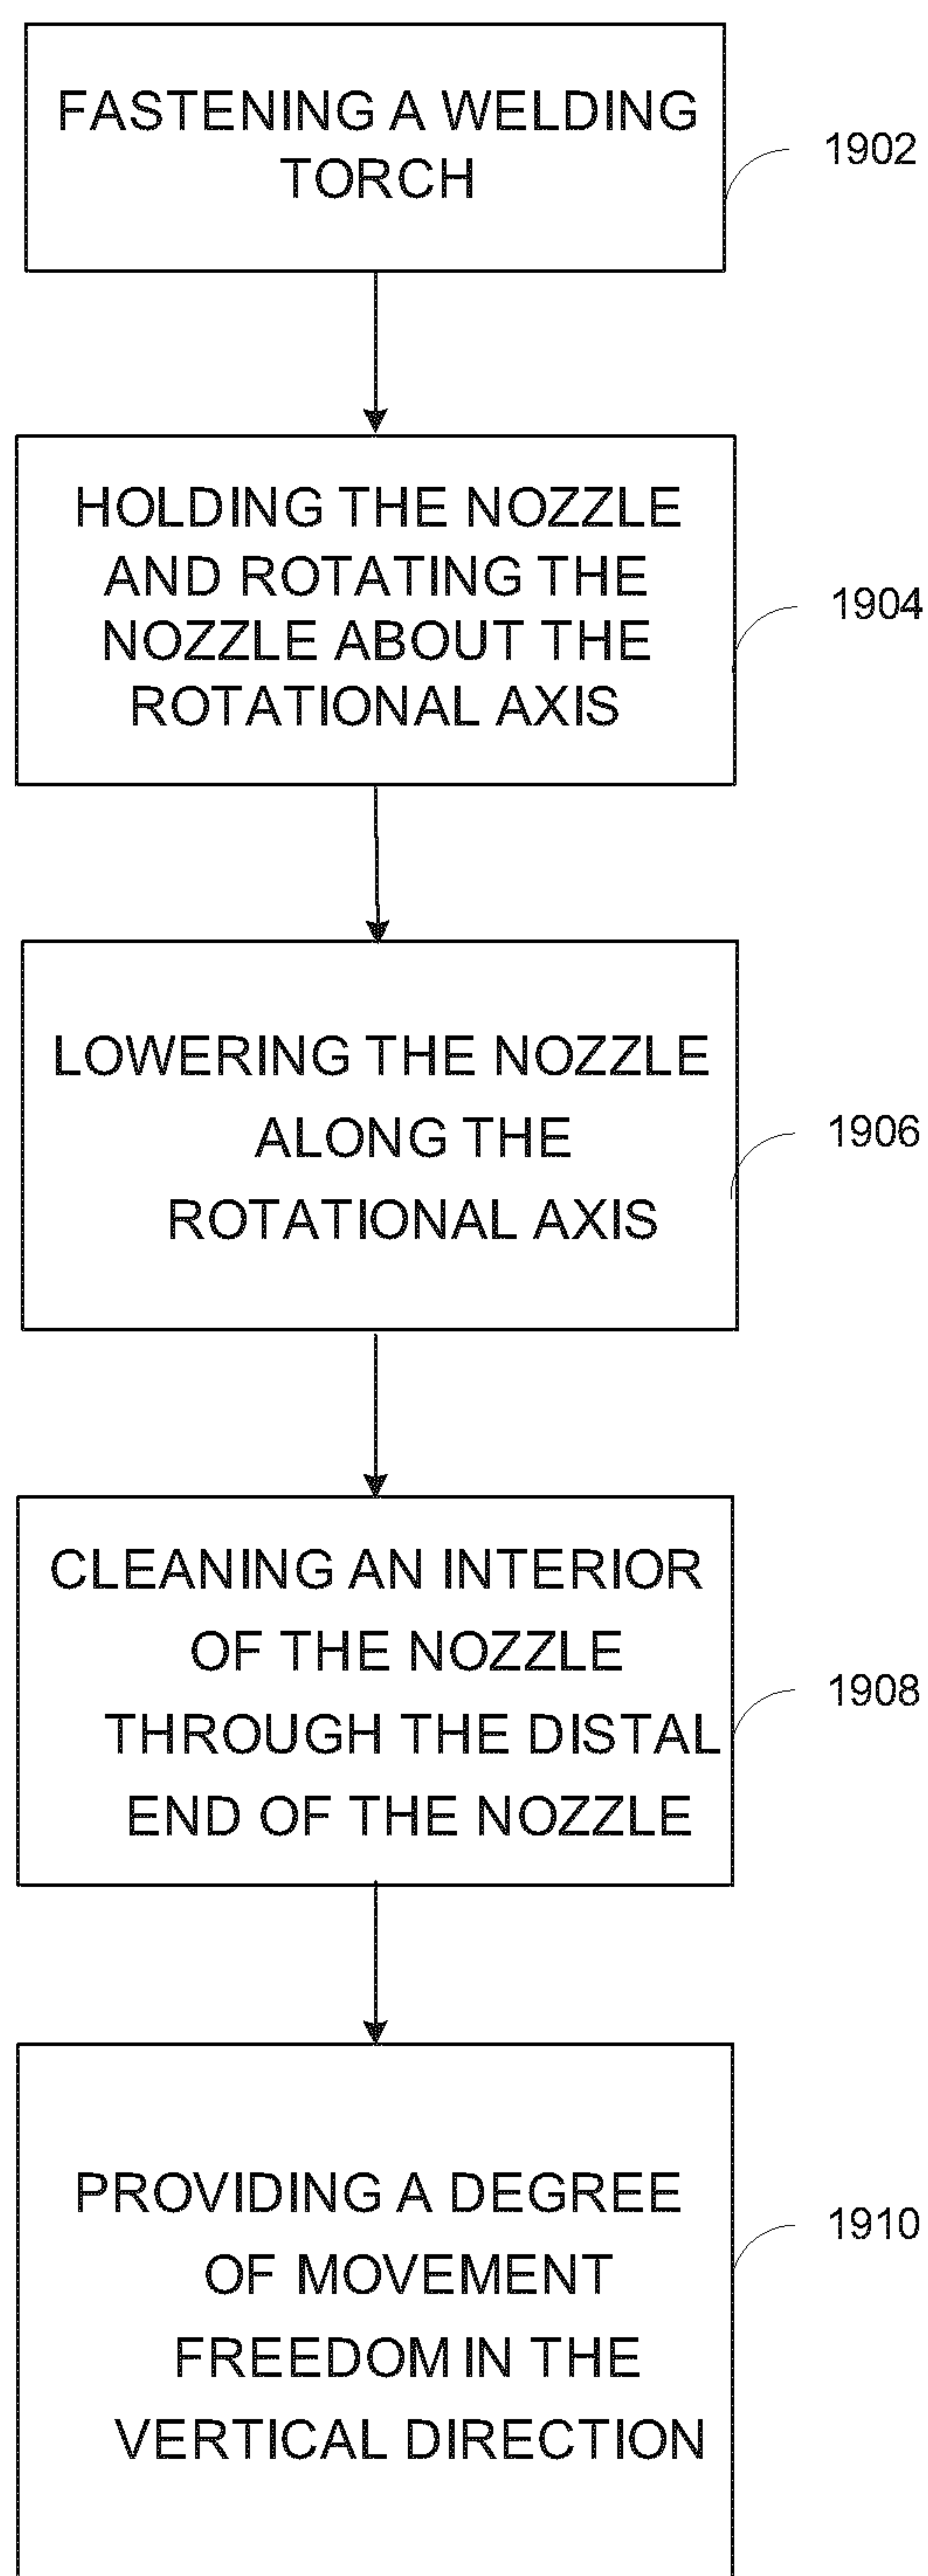 FASTENING A WELDING
TORCH
1902
HOLDING THE NOZZLE
AND ROTATING THE
NOZZLE ABOUT THE
ROTATIONAL AXIS
1904
LOWERING THE NOZZLE
ALONG THE
ROTATIONAL AXIS
1906
CLEANING AN INTERIOR
OF THE NOZZLE
THROUGH THE DISTAL
END OF THE NOZZLE
1908
PROVIDING A DEGREE
OF MOVEMENT
FREEDOM IN THE
VERTICAL DIRECTION
1910